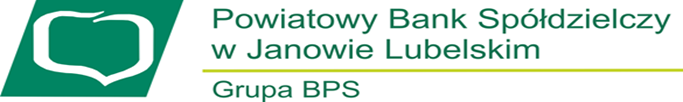 Powiatowy Bank Spółdzielczy
w Janowie Lubelskim
Grupa BPS